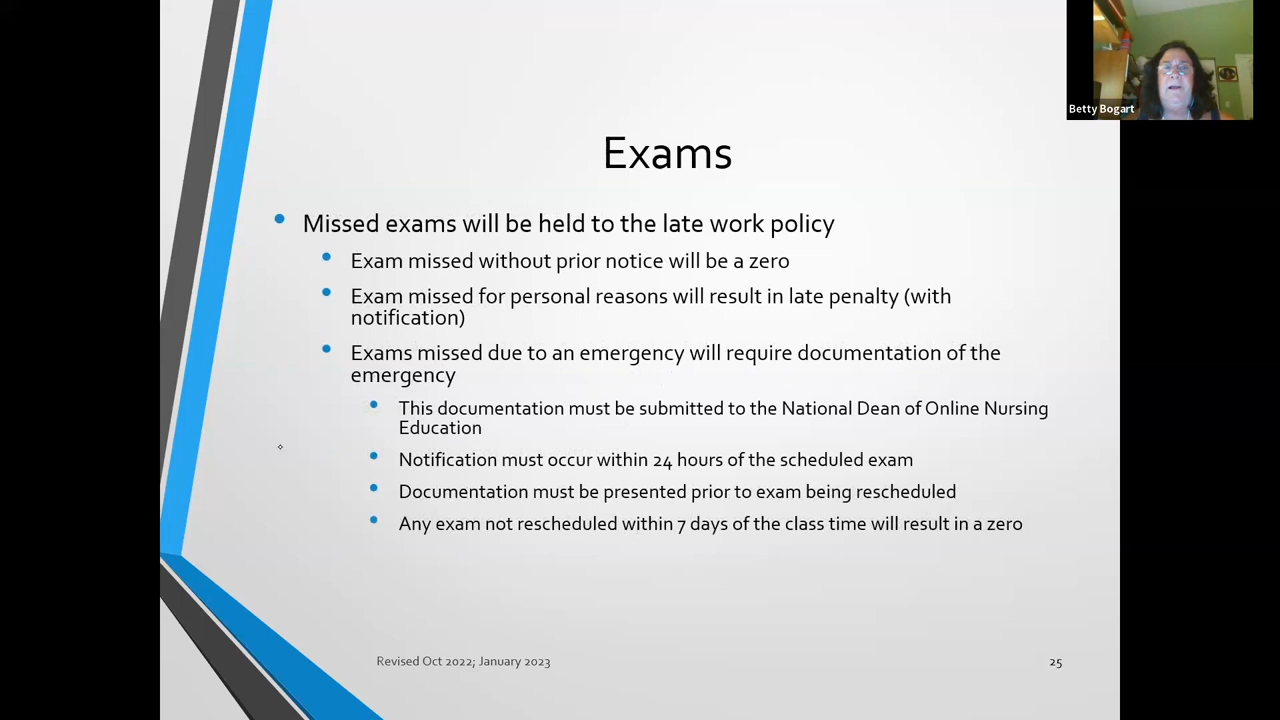 Betty Bogart
Exams
Missed exams will be held to the late work policy
Exam missed without prior notice will be a zero
Exam missed for personal reasons will result in late penalty (with
notification)
Exams missed due to an emergency will require documentation of the
emergency
This documentation must be submitted to the National Dean of Online Nursing
Education
Notification must occur within 24 hours of the scheduled exam
Documentation must be presented prior to exam being rescheduled
Any exam not rescheduled within 7 days of the class time will result in a zero
Revised Oct 2022; January 2023
25